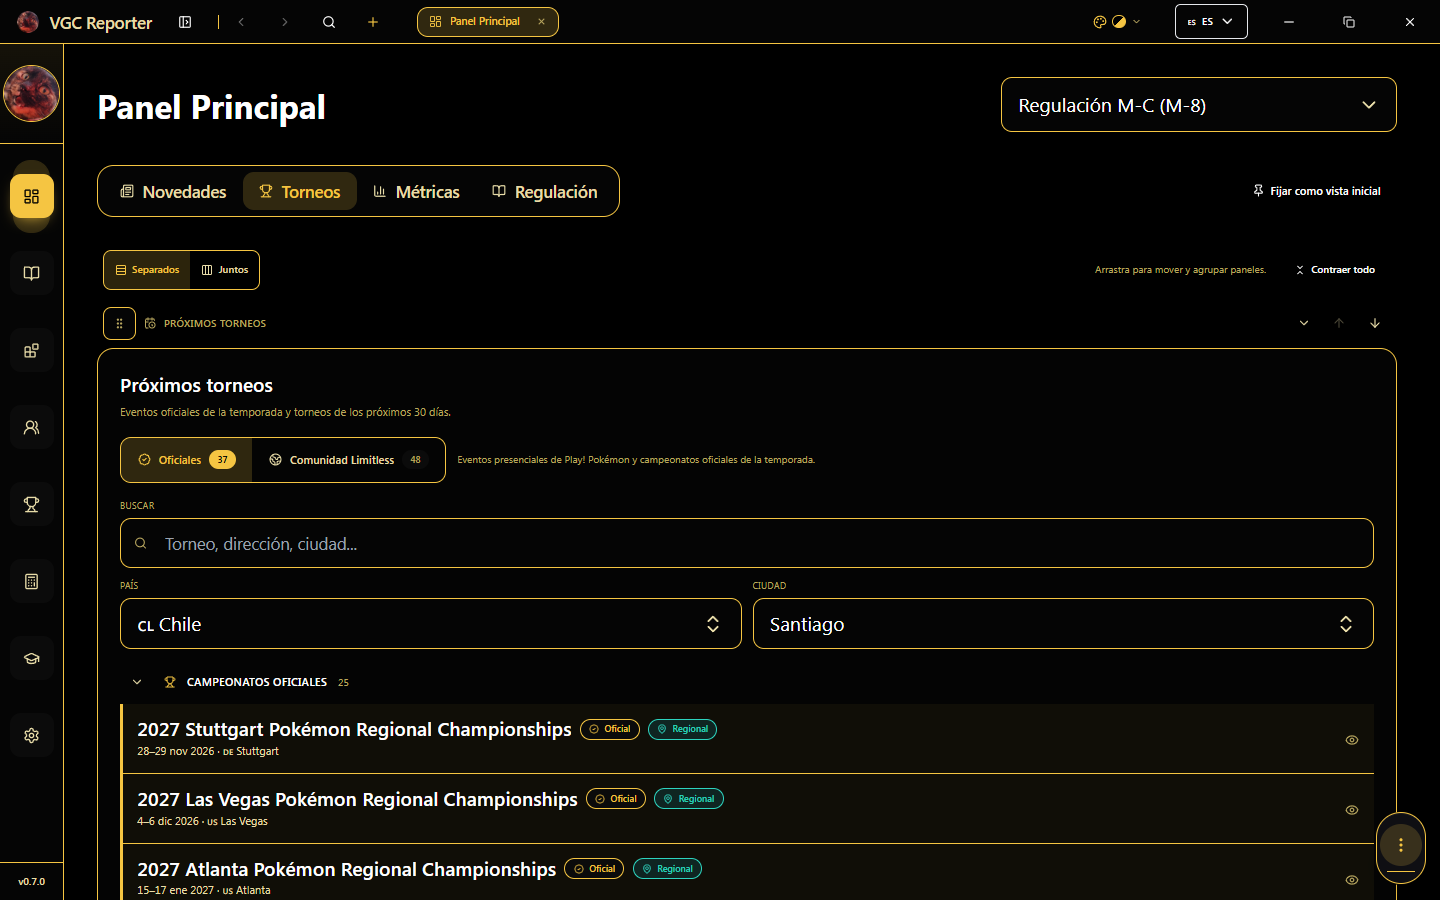 VGC Reporter
Panel Principal
ES ES
Panel Principal
Regulación M-C (M-8)
Novedades
Torneos
Métricas
Regulación
Fijar como vista inicial
Separados
Juntos
Arrastra para mover y agrupar paneles.
Contraer todo
PRÓXIMOS TORNEOS
Próximos torneos
Eventos oficiales de la temporada y torneos de los próximos 30 días.
Oficiales 37
Comunidad Limitless 48
Eventos presenciales de Play! Pokémon y campeonatos oficiales de la temporada.
BUSCAR
Torneo, dirección, ciudad...
PAÍS
CIUDAD
CL Chile
Santiago
CAMPEONATOS OFICIALES 25
2027 Stuttgart Pokémon Regional Championships Oficial Regional
28–29 nov 2026 · DE Stuttgart
2027 Las Vegas Pokémon Regional Championships Oficial Regional
4–6 dic 2026 · US Las Vegas
2027 Atlanta Pokémon Regional Championships Oficial Regional
15–17 ene 2027 · US Atlanta
v0.7.0